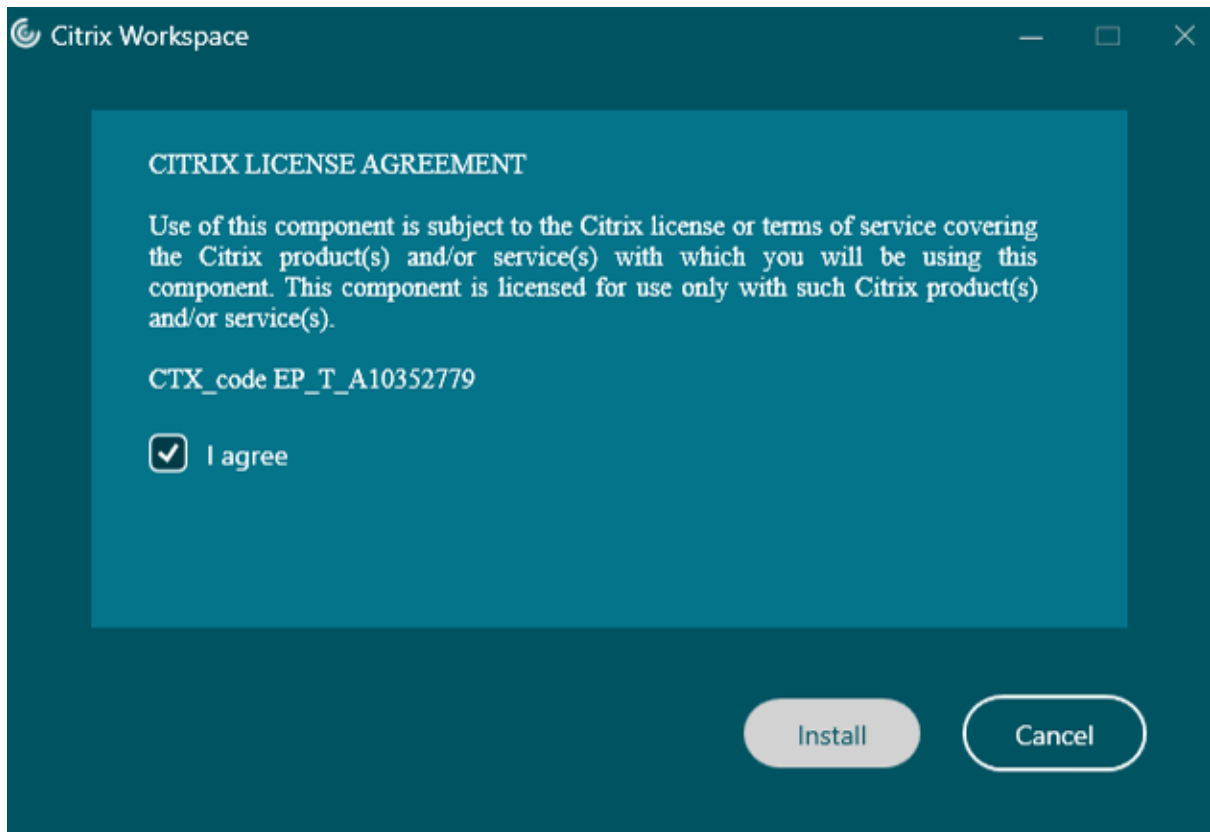 Citrix Workspace
CITRIX LICENSE AGREEMENT
Use of this component is subject to the Citrix license or terms of service covering
the Citrix product(s) and/or service(s) with which you will be using this
component. This component is licensed for use only with such Citrix product(s)
and/or service(s).
CTX_code EP_T_A10352779
I agree
Install
Cancel